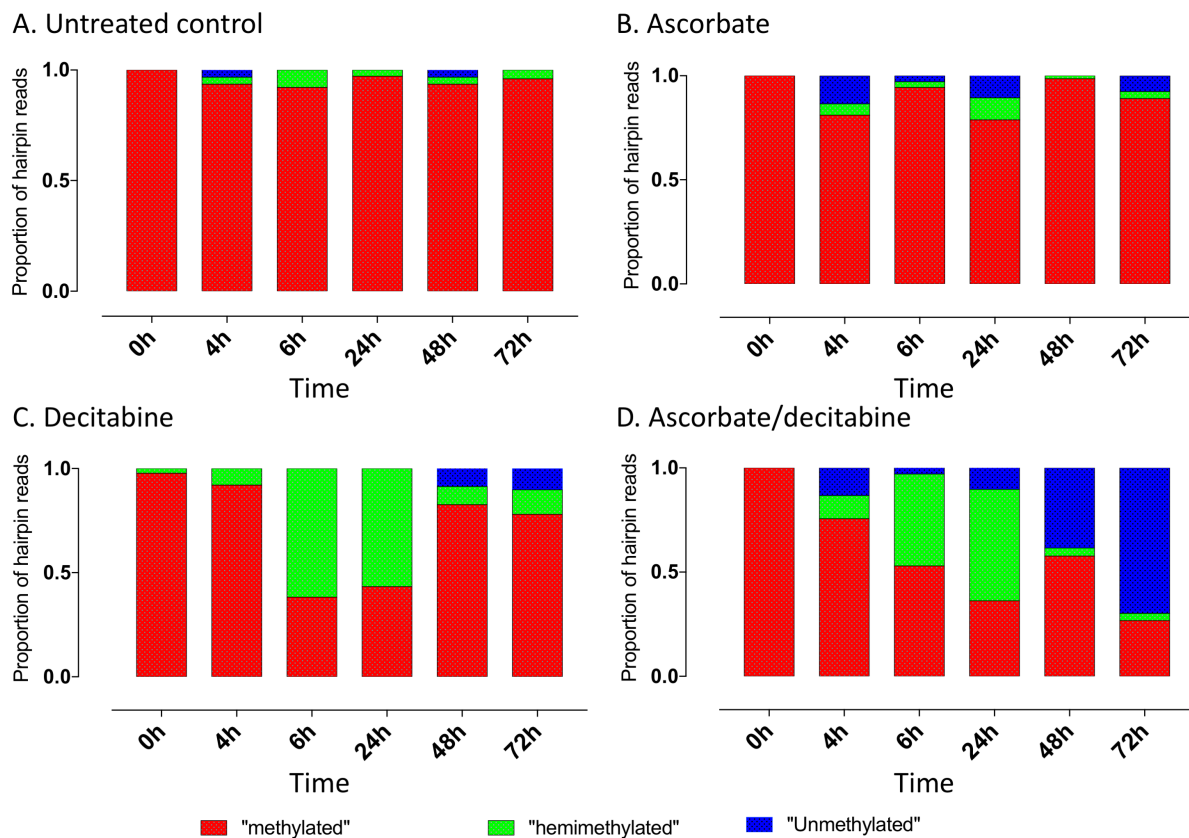 A. Untreated control
Proportion of hairpin reads
1.0
0.5
0.0
0h 4h 6h 24h 48h 72h
Time
B. Ascorbate
Proportion of hairpin reads
1.0
0.5
0.0
0h 4h 6h 24h 48h 72h
Time
C. Decitabine
Proportion of hairpin reads
1.0
0.5
0.0
0h 4h 6h 24h 48h 72h
Time
D. Ascorbate/decitabine
Proportion of hairpin reads
1.0
0.5
0.0
0h 4h 6h 24h 48h 72h
Time
"methylated" "hemimethylated" "Unmethylated"